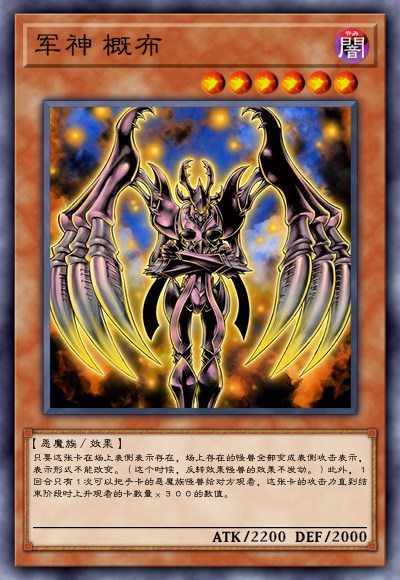 军神 概布
やみ
闇
【恶魔族/效果】
只要这张卡在场上表侧表示存在，场上存在的怪兽全部变成表侧攻击表示，
表示形式不能改变。（这个时候，反转效果怪兽的效果不发动。）此外，1
回合只有1次可以把手卡的恶魔族怪兽给对方观看，这张卡的攻击力直到结
束阶段时上升观看的卡数量×300的数值。
ATK/2200 DEF/2000